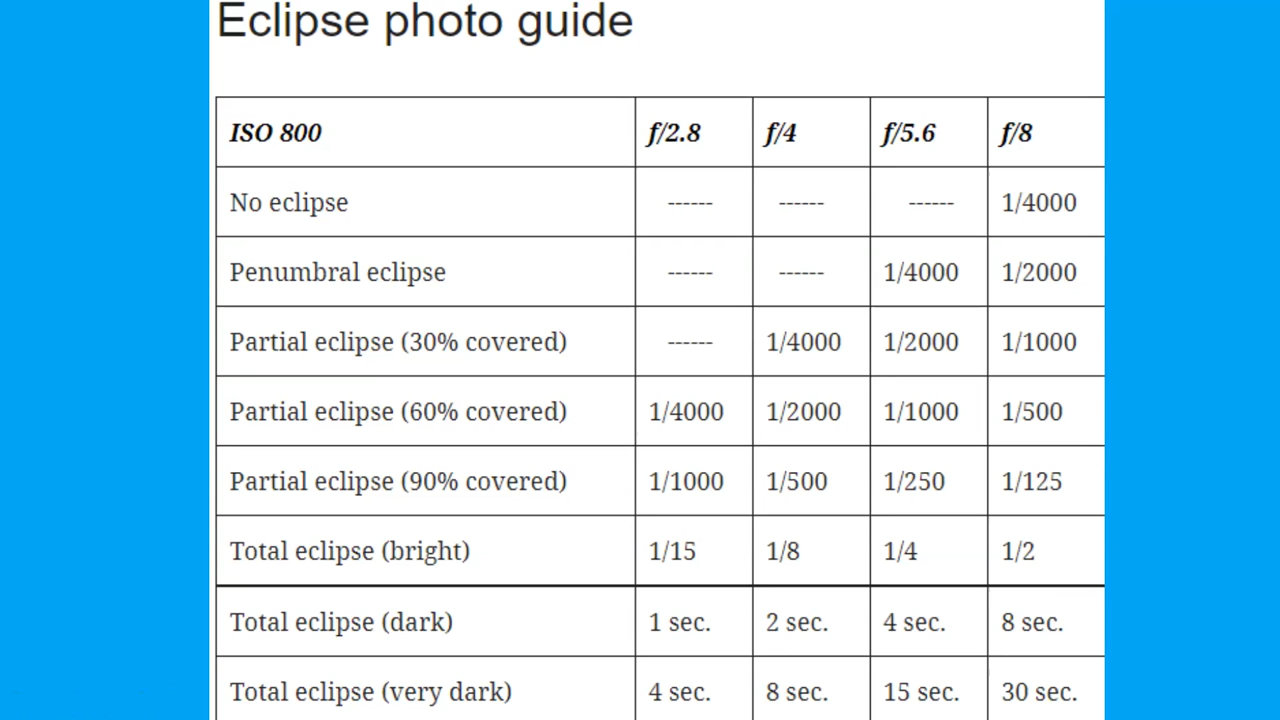 Eclipse photo guide
ISO 800 f/2.8 f/4 f/5.6 f/8
No eclipse ------ ------ ------ 1/4000
Penumbral eclipse ------ ------ 1/4000 1/2000
Partial eclipse (30% covered) ------ 1/4000 1/2000 1/1000
Partial eclipse (60% covered) 1/4000 1/2000 1/1000 1/500
Partial eclipse (90% covered) 1/1000 1/500 1/250 1/125
Total eclipse (bright) 1/15 1/8 1/4 1/2
Total eclipse (dark) 1 sec. 2 sec. 4 sec. 8 sec.
Total eclipse (very dark) 4 sec. 8 sec. 15 sec. 30 sec.